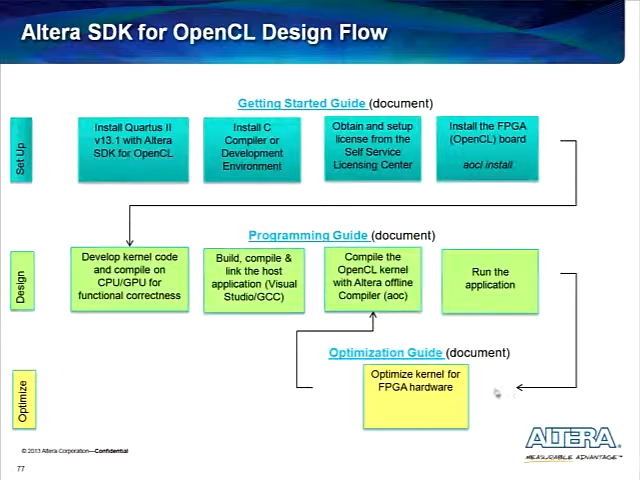 Altera SDK for OpenCL Design Flow
Getting Started Guide (document)
Set Up
Install Quartus II
v13.1 with Altera
SDK for OpenCL
Install C
Compiler or
Development
Environment
Obtain and setup
license from the
Self Service
Licensing Center
Install the FPGA
(OpenCL) board
aocl install
Programming Guide (document)
Design
Develop kernel code
and compile on
CPU/GPU for
functional correctness
Build, compile &
link the host
application (Visual
Studio/GCC)
Compile the
OpenCL kernel
with Altera offline
Compiler (aoc)
Run the
application
Optimization Guide (document)
Optimize
Optimize kernel for
FPGA hardware
© 2013 Altera Corporation—Confidential
77
ALTERA®
MEASURABLE ADVANTAGE™